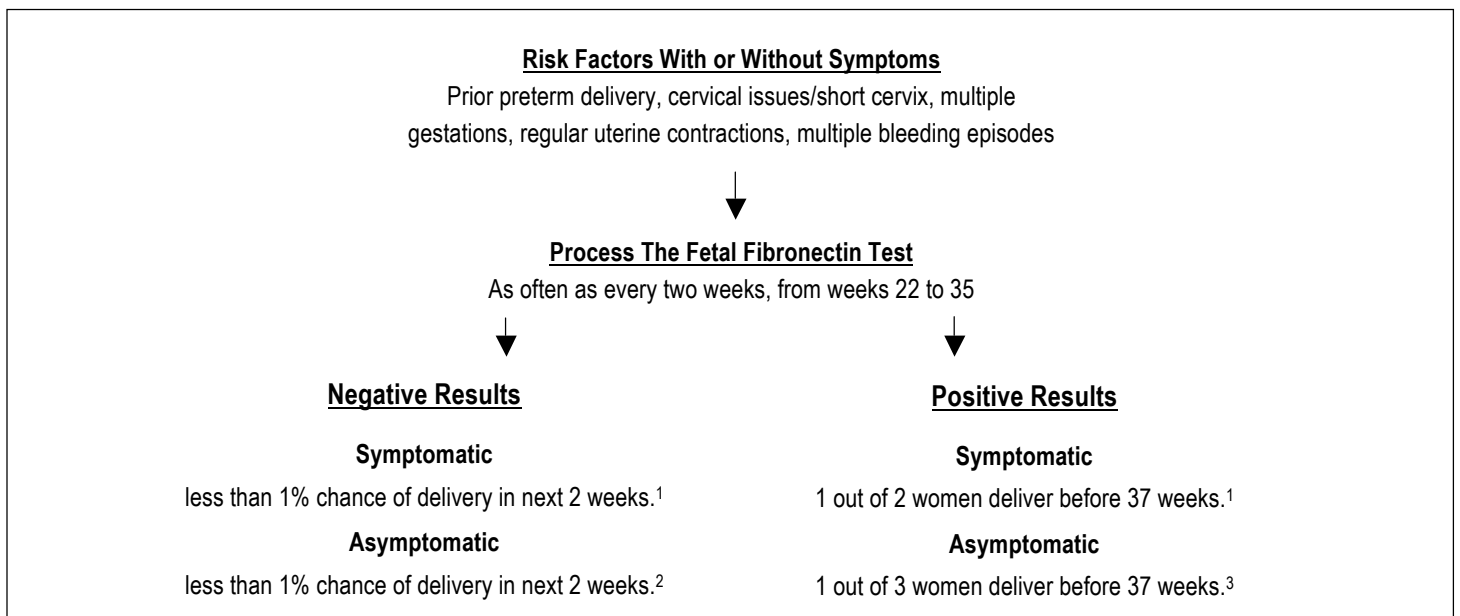 Risk Factors With or Without Symptoms
Prior preterm delivery, cervical issues/short cervix, multiple
gestations, regular uterine contractions, multiple bleeding episodes
Process The Fetal Fibronectin Test
As often as every two weeks, from weeks 22 to 35
Negative Results
Symptomatic
less than 1% chance of delivery in next 2 weeks.1
Asymptomatic
less than 1% chance of delivery in next 2 weeks.2
Positive Results
Symptomatic
1 out of 2 women deliver before 37 weeks.1
Asymptomatic
1 out of 3 women deliver before 37 weeks.3